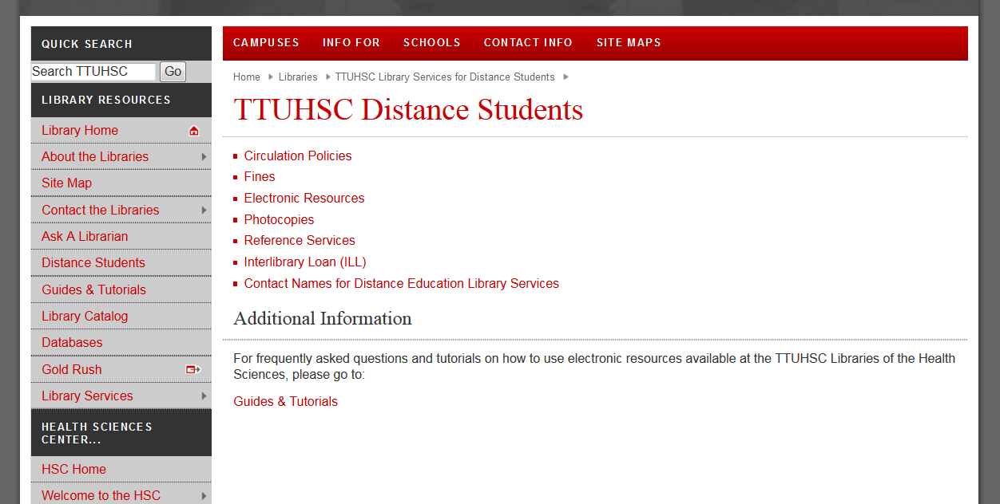 QUICK SEARCH
Search TTUHSC Go
LIBRARY RESOURCES
Library Home
About the Libraries
Site Map
Contact the Libraries
Ask A Librarian
Distance Students
Guides & Tutorials
Library Catalog
Databases
Gold Rush
Library Services
HEALTH SCIENCES
CENTER...
HSC Home
Welcome to the HSC
CAMPUSES INFO FOR SCHOOLS CONTACT INFO SITE MAPS
Home Libraries TTUHSC Library Services for Distance Students
TTUHSC Distance Students
Circulation Policies
Fines
Electronic Resources
Photocopies
Reference Services
Interlibrary Loan (ILL)
Contact Names for Distance Education Library Services
Additional Information
For frequently asked questions and tutorials on how to use electronic resources available at the TTUHSC Libraries of the Health
Sciences, please go to:
Guides & Tutorials